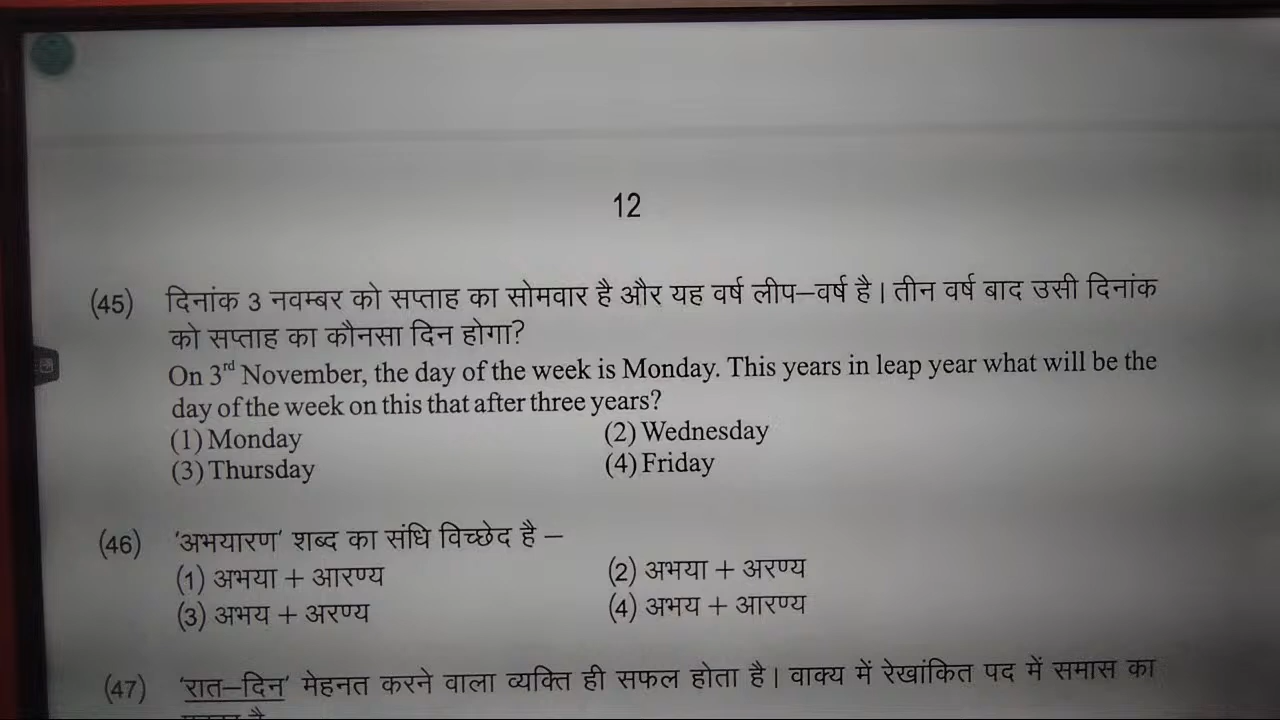 12
(45) दिनांक 3 नवम्बर को सप्ताह का सोमवार है और यह वर्ष लीप–वर्ष है। तीन वर्ष बाद उसी दिनांक
को सप्ताह का कौनसा दिन होगा?
On 3rd November, the day of the week is Monday. This years in leap year what will be the
day of the week on this that after three years?
(1) Monday (2) Wednesday
(3) Thursday (4) Friday
(46) 'अभयारण' शब्द का संधि विच्छेद है –
(1) अभया + आरण्य (2) अभया + अरण्य
(3) अभय + अरण्य (4) अभय + आरण्य
(47) 'रात–दिन' मेहनत करने वाला व्यक्ति ही सफल होता है। वाक्य में रेखांकित पद में समास का